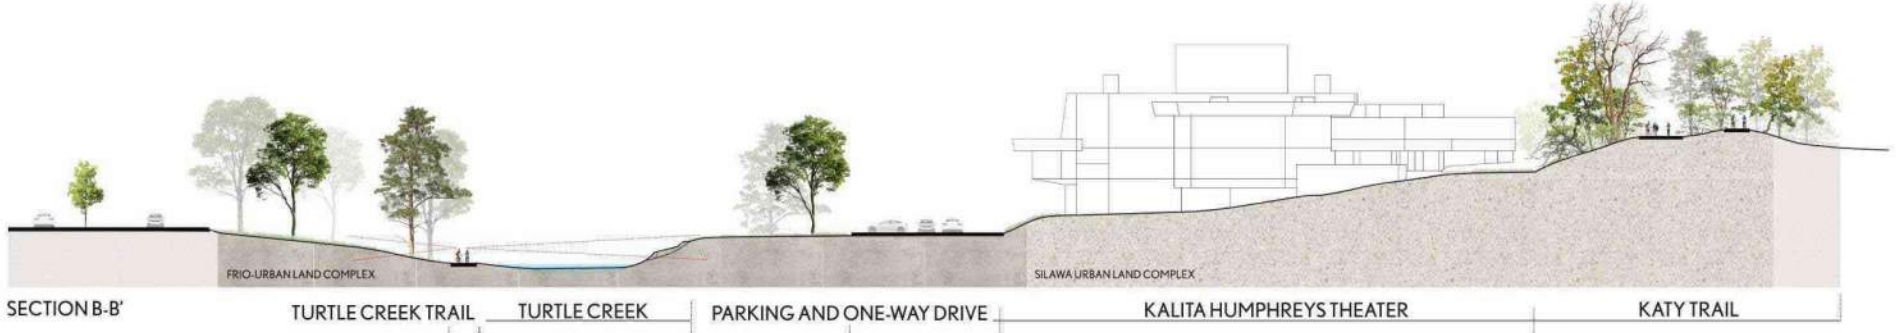 FRIO-URBAN LAND COMPLEX
SILAWA URBAN LAND COMPLEX
SECTION B-B'
TURTLE CREEK TRAIL
TURTLE CREEK
PARKING AND ONE-WAY DRIVE
KALITA HUMPHREYS THEATER
KATY TRAIL